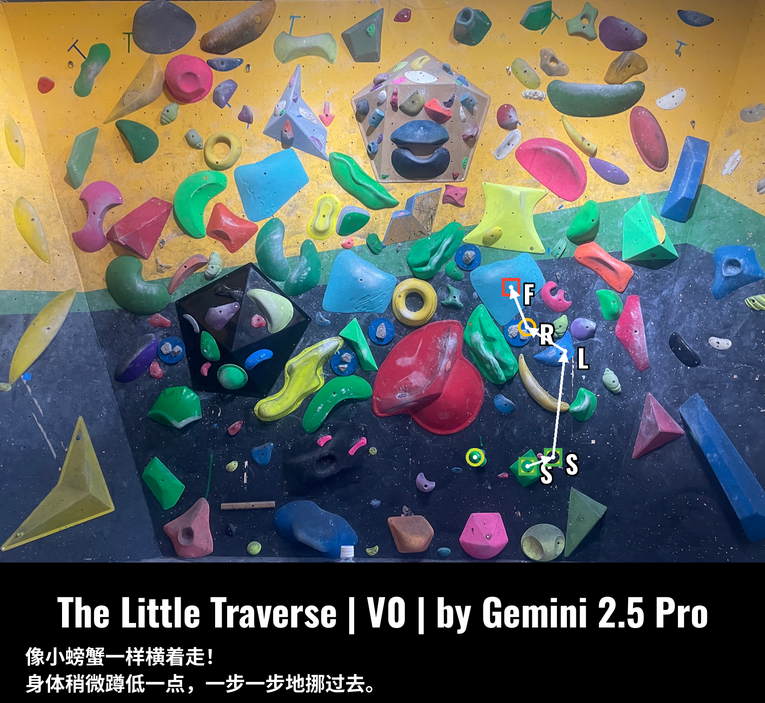 F
R
L
S
S
The Little Traverse | V0 | by Gemini 2.5 Pro
像小螃蟹一样横着走！
身体稍微蹲低一点，一步一步地挪过去。